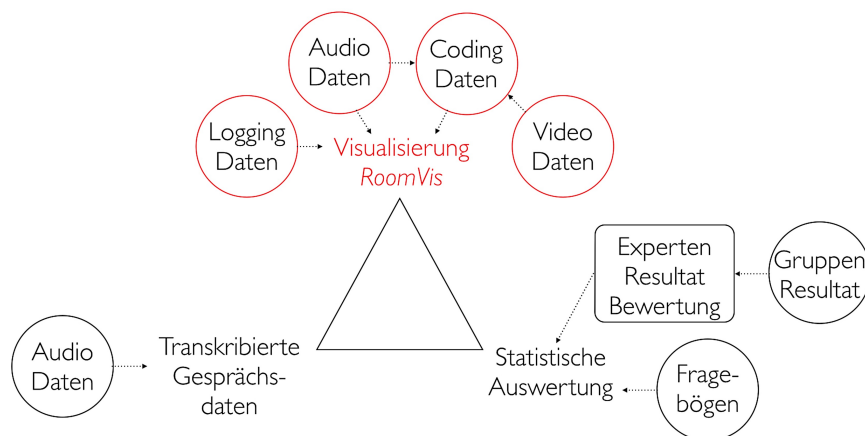 Audio
Daten
Coding
Daten
Logging
Daten
Visualisierung
RoomVis
Video
Daten
Experten
Resultat
Bewertung
Gruppen
Resultat
Audio
Daten
Transkribierte
Gesprächs-
daten
Statistische
Auswertung
Frage-
bögen